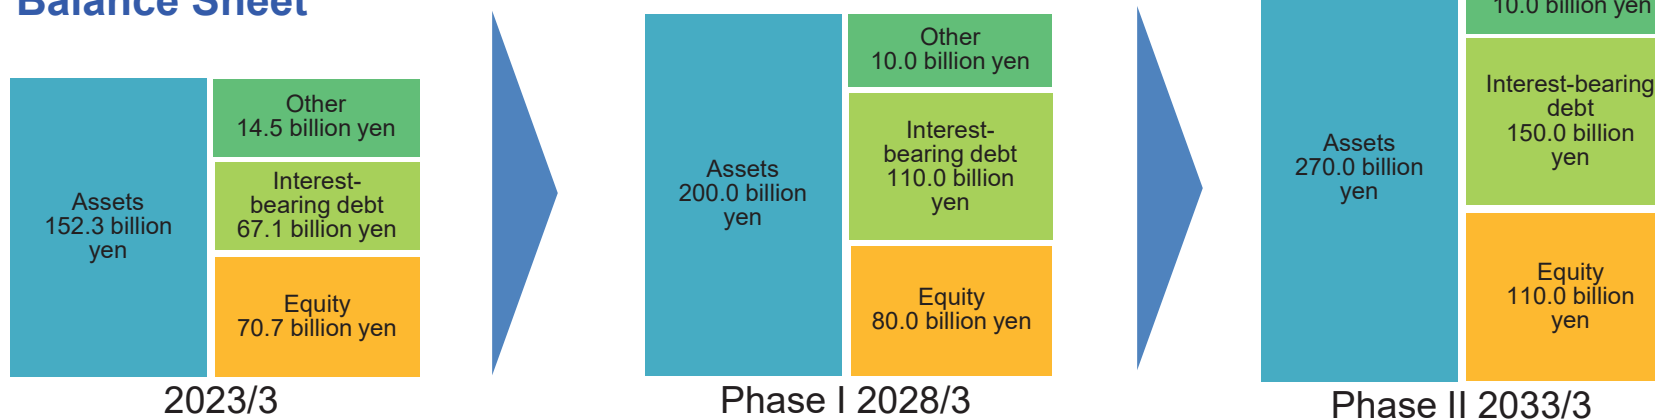 Balance Sheet
Assets
152.3 billion
yen
Other
14.5 billion yen
Interest-
bearing debt
67.1 billion yen
Equity
70.7 billion yen
2023/3
Assets
200.0 billion
yen
Other
10.0 billion yen
Interest-
bearing debt
110.0 billion
yen
Equity
80.0 billion yen
Phase I 2028/3
Assets
270.0 billion
yen
10.0 billion yen
Interest-bearing
debt
150.0 billion
yen
Equity
110.0 billion
yen
Phase II 2033/3